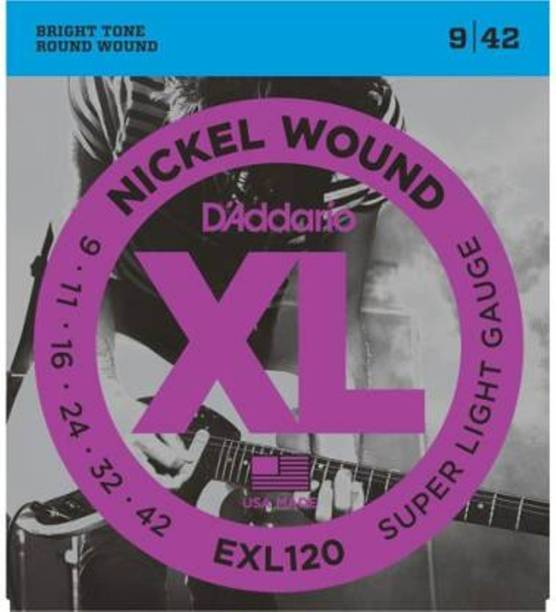 BRIGHT TONE
ROUND WOUND
9|42
NICKEL WOUND
D'Addario
XL
9 · 11 · 16 · 24 · 32 · 42
SUPER LIGHT GAUGE
USA MADE
EXL120